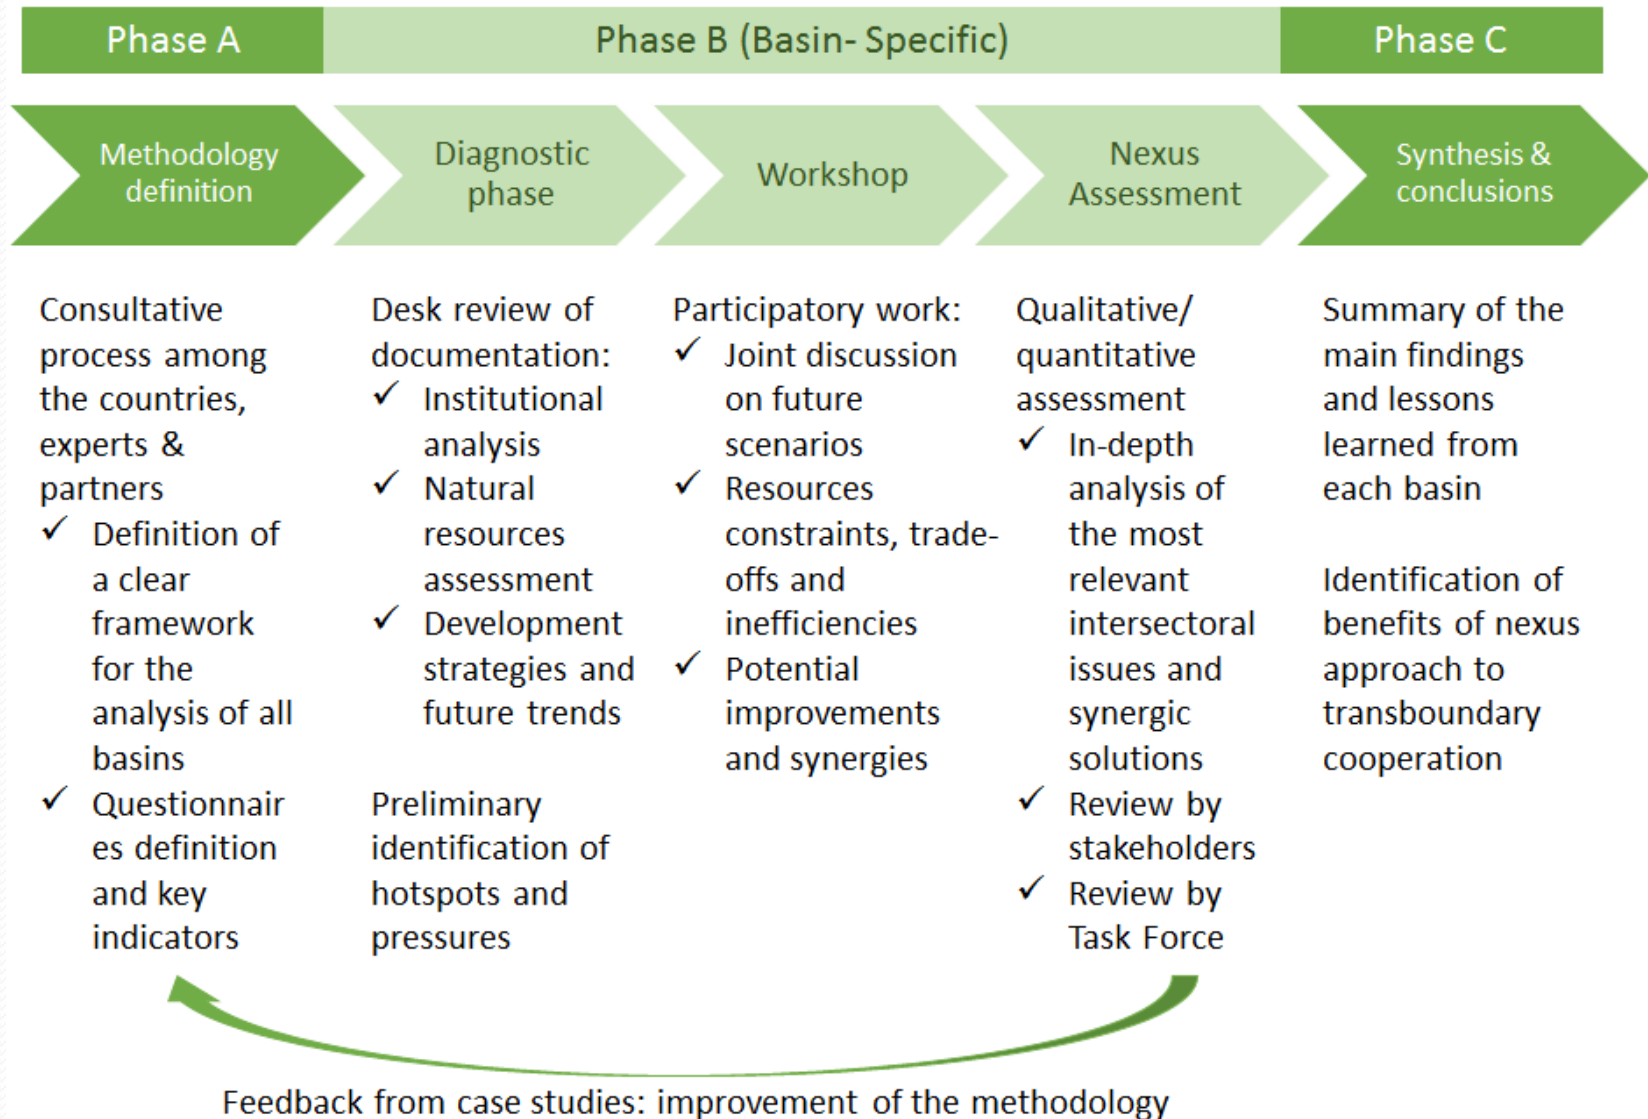 Phase A
Phase B (Basin- Specific)
Phase C
Methodology
definition
Diagnostic
phase
Workshop
Nexus
Assessment
Synthesis &
conclusions
Consultative
process among
the countries,
experts &
partners
✓ Definition of
a clear
framework
for the
analysis of all
basins
✓ Questionnair
es definition
and key
indicators
Desk review of
documentation:
✓ Institutional
analysis
✓ Natural
resources
assessment
✓ Development
strategies and
future trends
Preliminary
identification of
hotspots and
pressures
Participatory work:
✓ Joint discussion
on future
scenarios
✓ Resources
constraints, trade-
offs and
inefficiencies
✓ Potential
improvements
and synergies
Qualitative/
quantitative
assessment
✓ In-depth
analysis of
the most
relevant
intersectoral
issues and
synergic
solutions
✓ Review by
stakeholders
✓ Review by
Task Force
Summary of the
main findings
and lessons
learned from
each basin
Identification of
benefits of nexus
approach to
transboundary
cooperation
Feedback from case studies: improvement of the methodology